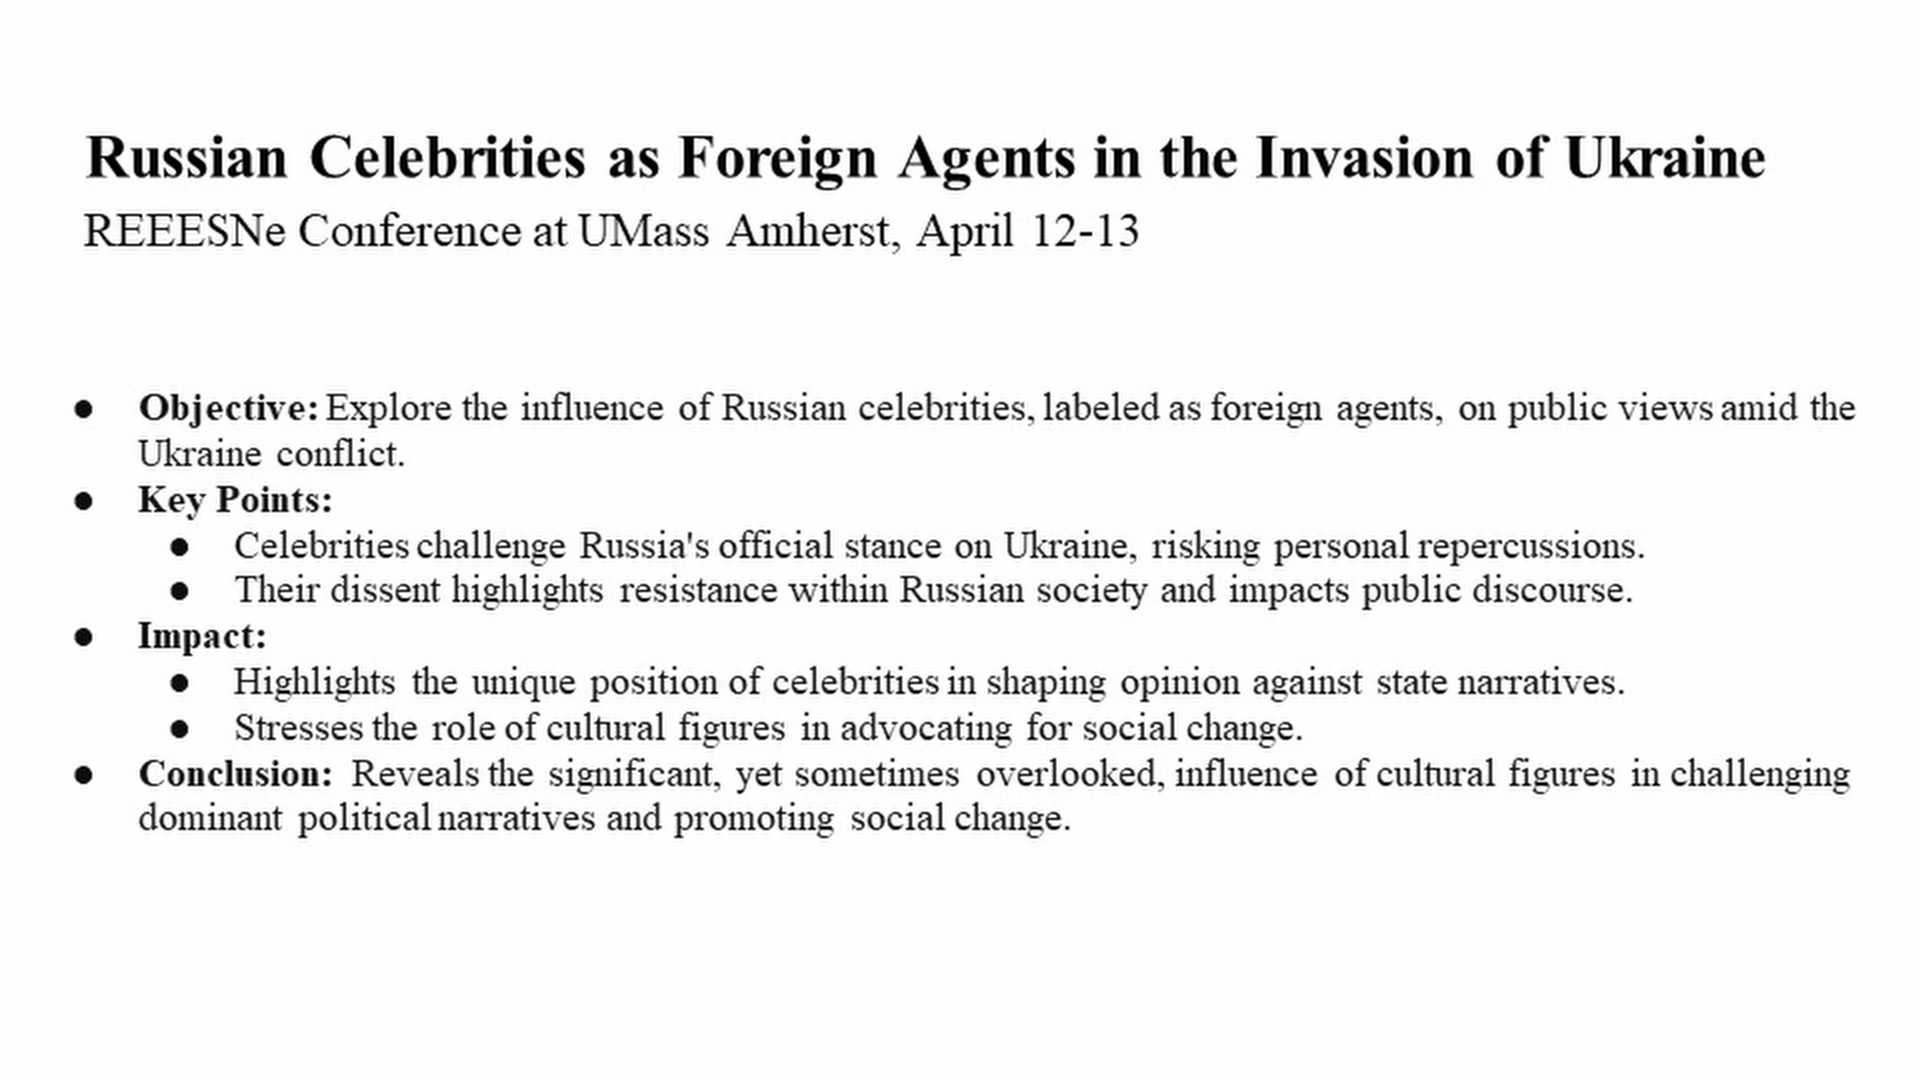 Russian Celebrities as Foreign Agents in the Invasion of Ukraine
REEESNe Conference at UMass Amherst, April 12-13
● Objective: Explore the influence of Russian celebrities, labeled as foreign agents, on public views amid the
Ukraine conflict.
● Key Points:
● Celebrities challenge Russia's official stance on Ukraine, risking personal repercussions.
● Their dissent highlights resistance within Russian society and impacts public discourse.
● Impact:
● Highlights the unique position of celebrities in shaping opinion against state narratives.
● Stresses the role of cultural figures in advocating for social change.
● Conclusion: Reveals the significant, yet sometimes overlooked, influence of cultural figures in challenging
dominant political narratives and promoting social change.